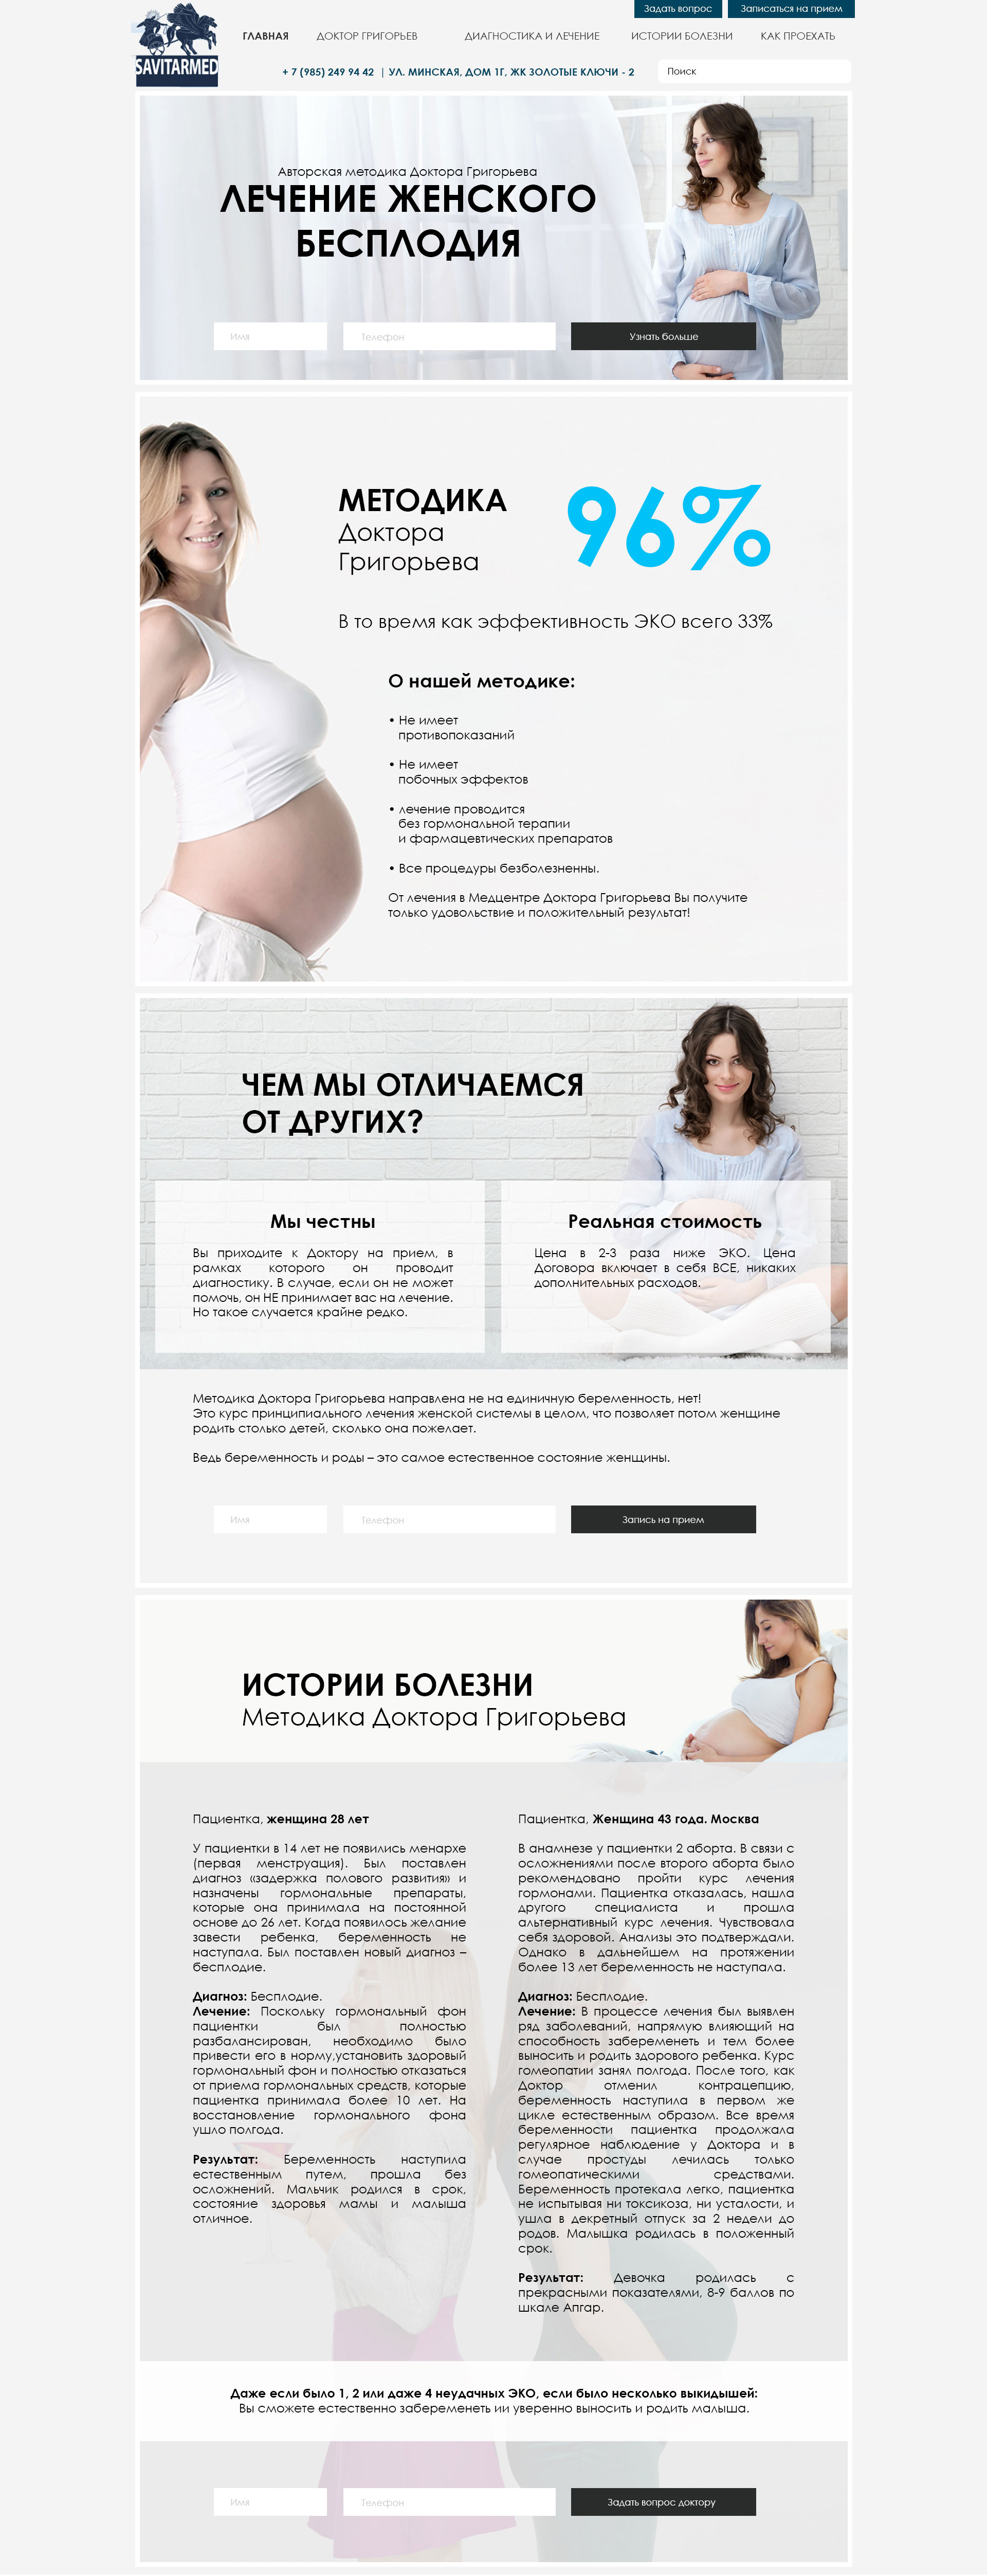 Задать вопрос
Записаться на прием
SAVITARMED
ГЛАВНАЯ
ДОКТОР ГРИГОРЬЕВ
ДИАГНОСТИКА И ЛЕЧЕНИЕ
ИСТОРИИ БОЛЕЗНИ
КАК ПРОЕХАТЬ
+ 7 (985) 249 94 42 | УЛ. МИНСКАЯ, ДОМ 1Г, ЖК ЗОЛОТЫЕ КЛЮЧИ - 2
Поиск
Авторская методика Доктора Григорьева
ЛЕЧЕНИЕ ЖЕНСКОГО
БЕСПЛОДИЯ
Имя
Телефон
Узнать больше
МЕТОДИКА
Доктора
Григорьева
96%
В то время как эффективность ЭКО всего 33%
О нашей методике:
• Не имеет
противопоказаний
• Не имеет
побочных эффектов
• лечение проводится
без гормональной терапии
и фармацевтических препаратов
• Все процедуры безболезненны.
От лечения в Медцентре Доктора Григорьева Вы получите
только удовольствие и положительный результат!
ЧЕМ МЫ ОТЛИЧАЕМСЯ
ОТ ДРУГИХ?
Мы честны
Вы приходите к Доктору на прием, в
рамках которого он проводит
диагностику. В случае, если он не может
помочь, он НЕ принимает вас на лечение.
Но такое случается крайне редко.
Реальная стоимость
Цена в 2-3 раза ниже ЭКО. Цена
Договора включает в себя ВСЕ, никаких
дополнительных расходов.
Методика Доктора Григорьева направлена не на единичную беременность, нет!
Это курс принципиального лечения женской системы в целом, что позволяет потом женщине
родить столько детей, сколько она пожелает.
Ведь беременность и роды – это самое естественное состояние женщины.
Имя
Телефон
Запись на прием
ИСТОРИИ БОЛЕЗНИ
Методика Доктора Григорьева
Пациентка, женщина 28 лет
У пациентки в 14 лет не появились менархе
(первая менструация). Был поставлен
диагноз «задержка полового развития» и
назначены гормональные препараты,
которые она принимала на постоянной
основе до 26 лет. Когда появилось желание
завести ребенка, беременность не
наступала. Был поставлен новый диагноз –
бесплодие.
Диагноз: Бесплодие.
Лечение: Поскольку гормональный фон
пациентки был полностью
разбалансирован, необходимо было
привести его в норму,установить здоровый
гормональный фон и полностью отказаться
от приема гормональных средств, которые
пациентка принимала более 10 лет. На
восстановление гормонального фона
ушло полгода.
Результат: Беременность наступила
естественным путем, прошла без
осложнений. Мальчик родился в срок,
состояние здоровья мамы и малыша
отличное.
Пациентка, Женщина 43 года. Москва
В анамнезе у пациентки 2 аборта. В связи с
осложнениями после второго аборта было
рекомендовано пройти курс лечения
гормонами. Пациентка отказалась, нашла
другого специалиста и прошла
альтернативный курс лечения. Чувствовала
себя здоровой. Анализы это подтверждали.
Однако в дальнейшем на протяжении
более 13 лет беременность не наступала.
Диагноз: Бесплодие.
Лечение: В процессе лечения был выявлен
ряд заболеваний, напрямую влияющий на
способность забеременеть и тем более
выносить и родить здорового ребенка. Курс
гомеопатии занял полгода. После того, как
Доктор отменил контрацепцию,
беременность наступила в первом же
цикле естественным образом. Все время
беременности пациентка продолжала
регулярное наблюдение у Доктора и в
случае простуды лечилась только
гомеопатическими средствами.
Беременность протекала легко, пациентка
не испытывая ни токсикоза, ни усталости, и
ушла в декретный отпуск за 2 недели до
родов. Малышка родилась в положенный
срок.
Результат: Девочка родилась с
прекрасными показателями, 8-9 баллов по
шкале Апгар.
Даже если было 1, 2 или даже 4 неудачных ЭКО, если было несколько выкидышей:
Вы сможете естественно забеременеть ии уверенно выносить и родить малыша.
Имя
Телефон
Задать вопрос доктору